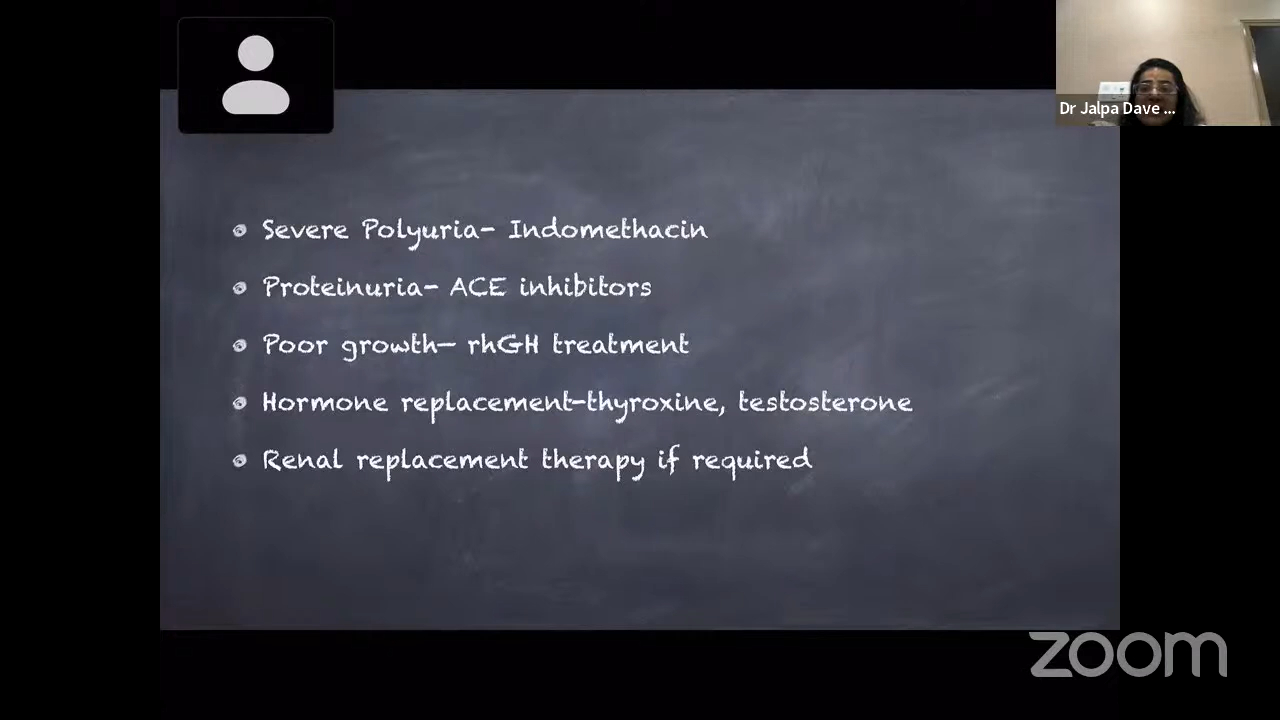 Dr Jalpa Dave ...
Severe Polyuria- Indomethacin
Proteinuria- ACE inhibitors
Poor growth— rhGH treatment
Hormone replacement-thyroxine, testosterone
Renal replacement therapy if required
zoom